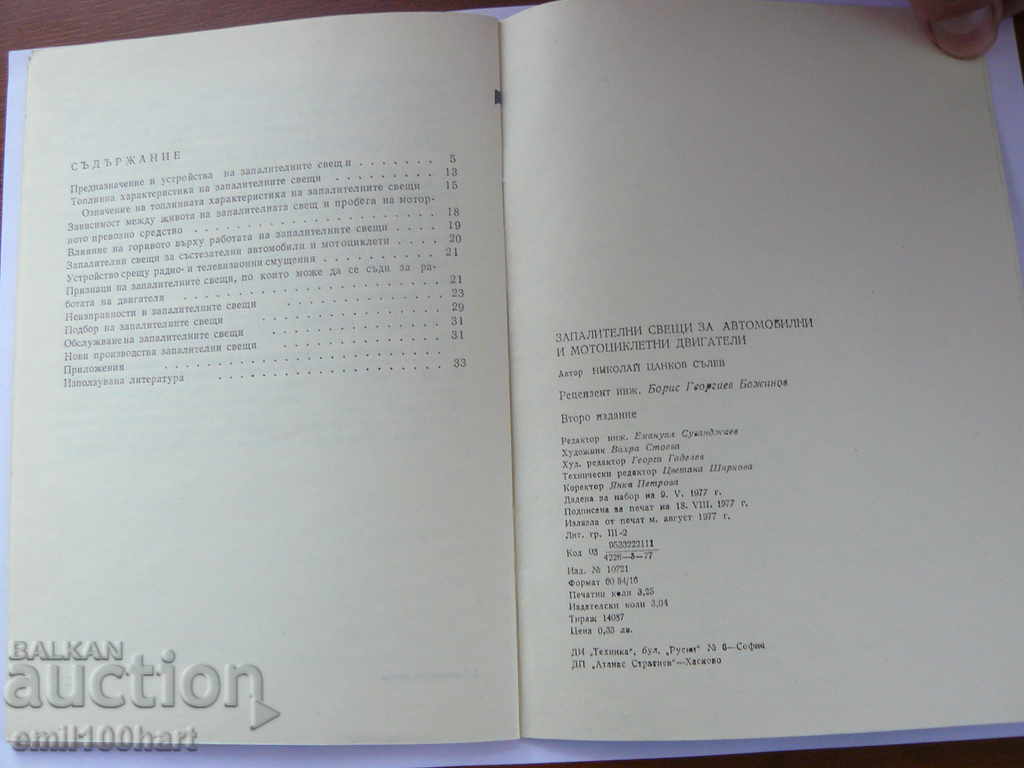 СЪДЪРЖАНИЕ
Предназначение и устройства на запалителните свещи . . . . . . . 5
Топливна характеристика на запалителните свещи . . . . . . . . 13
Означение на топлинната характеристика на запалителните свещи 15
Зависимост между живота на запалителната свещ и пробега на мотор-
ното превозно средство . . . . . . . . . . . . . . . . 18
Влияние на горивото върху работата на запалителните свещи . . . . 19
Запалителни свещи за състезателни автомобили и мотоциклети . . . . 20
Устройство срещу радио- и телевизионни смущения . . . . . . . 21
Признаци на запалителните свещи, по които може да се съди за ра-
ботата на двигателя . . . . . . . . . . . . . . . . . 21
Неизправности в запалителните свещи . . . . . . . . . . . 23
Подбор на запалителните свещи . . . . . . . . . . . . . 29
Обслужване на запалителните свещи . . . . . . . . . . . . 31
Нови производства запалителни свещи . . . . . . . . . . . 31
Приложения . . . . . . . . . . . . . . . . . . . . 33
Използувана литература . . . . . . . . . . . . . . . .
ЗАПАЛИТЕЛНИ СВЕЩИ ЗА АВТОМОБИЛНИ
И МОТОЦИКЛЕТНИ ДВИГАТЕЛИ
Автор НИКОЛАЙ ЦАНКОВ СЪЛЕВ
Рецензент инж. Борис Георгиев Божинов
Второ издание
Редактор инж. Емануил
Художник Вихра Стоева
Худ. редактор Георги Гаделев
Технически редактор Цветана Ширкова
Коректор Янка Петрова
Дадена за набор на 9. V. 1977 г.
Подписана за печат на 18. VIII. 1977 г.
Излязла от печат м. август 1977 г.
Лит. гр. III-2
Код 03 9533222111
4226—3—77
Изд. № 10721
Формат 60 84/16
Печатни коли 3,25
Издателски коли 3,04
Тираж 14087
Цена 0,33 лв.
ДИ „Техника“, бул. „Руски“ № 6—София
ДП „Атанас Стратиев“—Хасково
BALKAN
auction
emil100hart